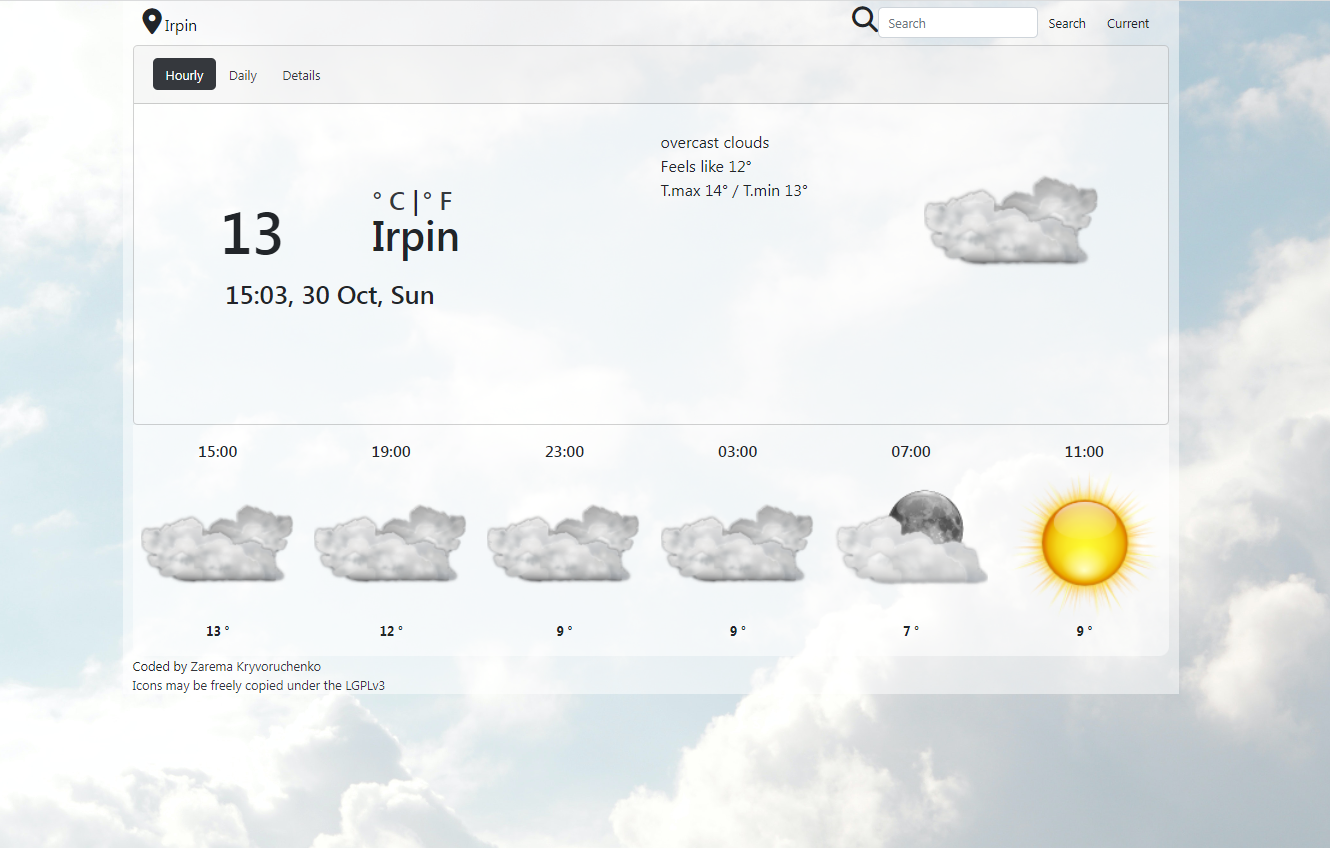 Irpin
Search
Search
Current
Hourly
Daily
Details
overcast clouds
Feels like 12°
T.max 14° / T.min 13°
° C |° F
13
Irpin
15:03, 30 Oct, Sun
15:00
19:00
23:00
03:00
07:00
11:00
13 °
12 °
9 °
9 °
7 °
9 °
Coded by Zarema Kryvoruchenko
Icons may be freely copied under the LGPLv3